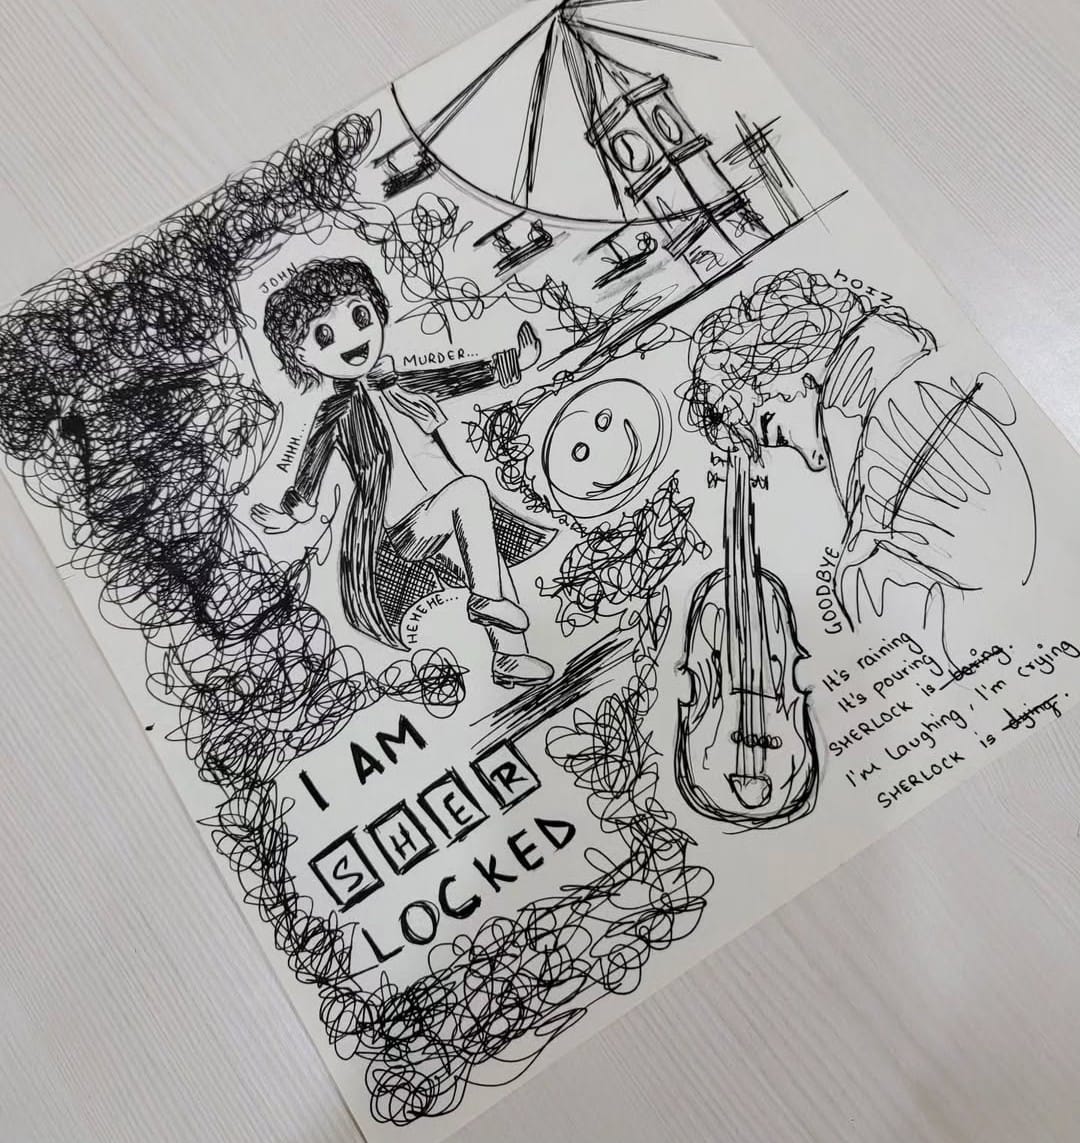 JOHN
MURDER...
AHHH...
HEHEHE...
GOODBYE
I AM
SHER
LOCKED
It's raining
It's pouring
SHERLOCK is boring.
I'm laughing, I'm crying
SHERLOCK is dying.